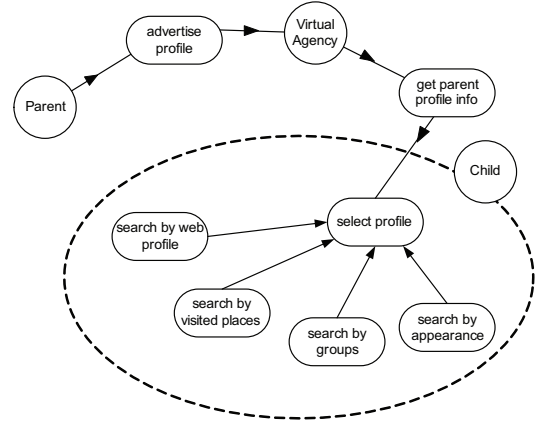 advertise
profile
Virtual
Agency
Parent
get parent
profile info
Child
select profile
search by web
profile
search by
visited places
search by
groups
search by
appearance